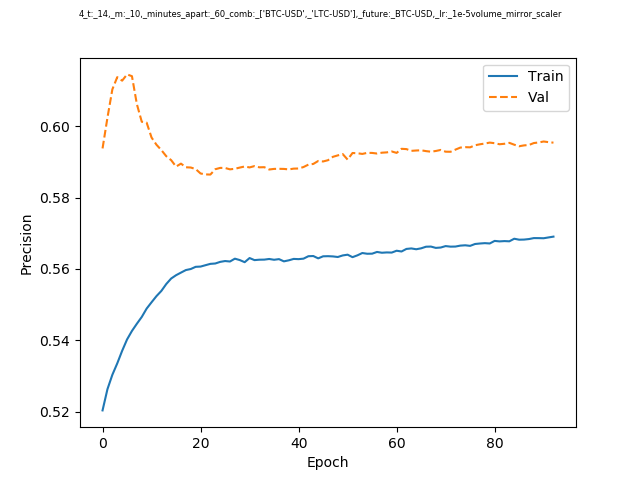 4_t:_14,_m:_10,_minutes_apart:_60_comb:_['BTC-USD',_'LTC-USD'],_future:_BTC-USD,_lr:_1e-5volume_mirror_scaler
Train
Val
0.60
0.58
0.56
0.54
0.52
Precision
0 20 40 60 80
Epoch